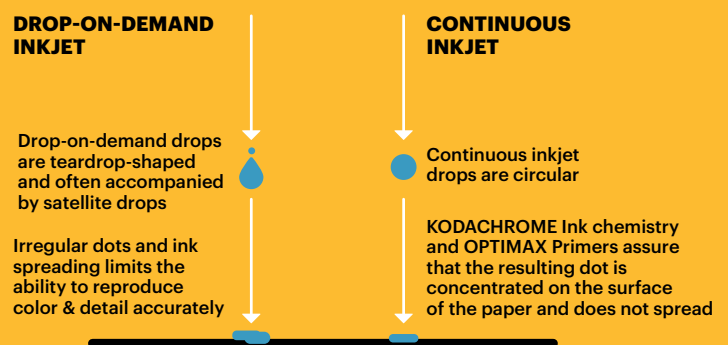 DROP-ON-DEMAND
INKJET
Drop-on-demand drops
are teardrop-shaped
and often accompanied
by satellite drops
Irregular dots and ink
spreading limits the
ability to reproduce
color & detail accurately
CONTINUOUS
INKJET
Continuous inkjet
drops are circular
KODACHROME Ink chemistry
and OPTIMAX Primers assure
that the resulting dot is
concentrated on the surface
of the paper and does not spread